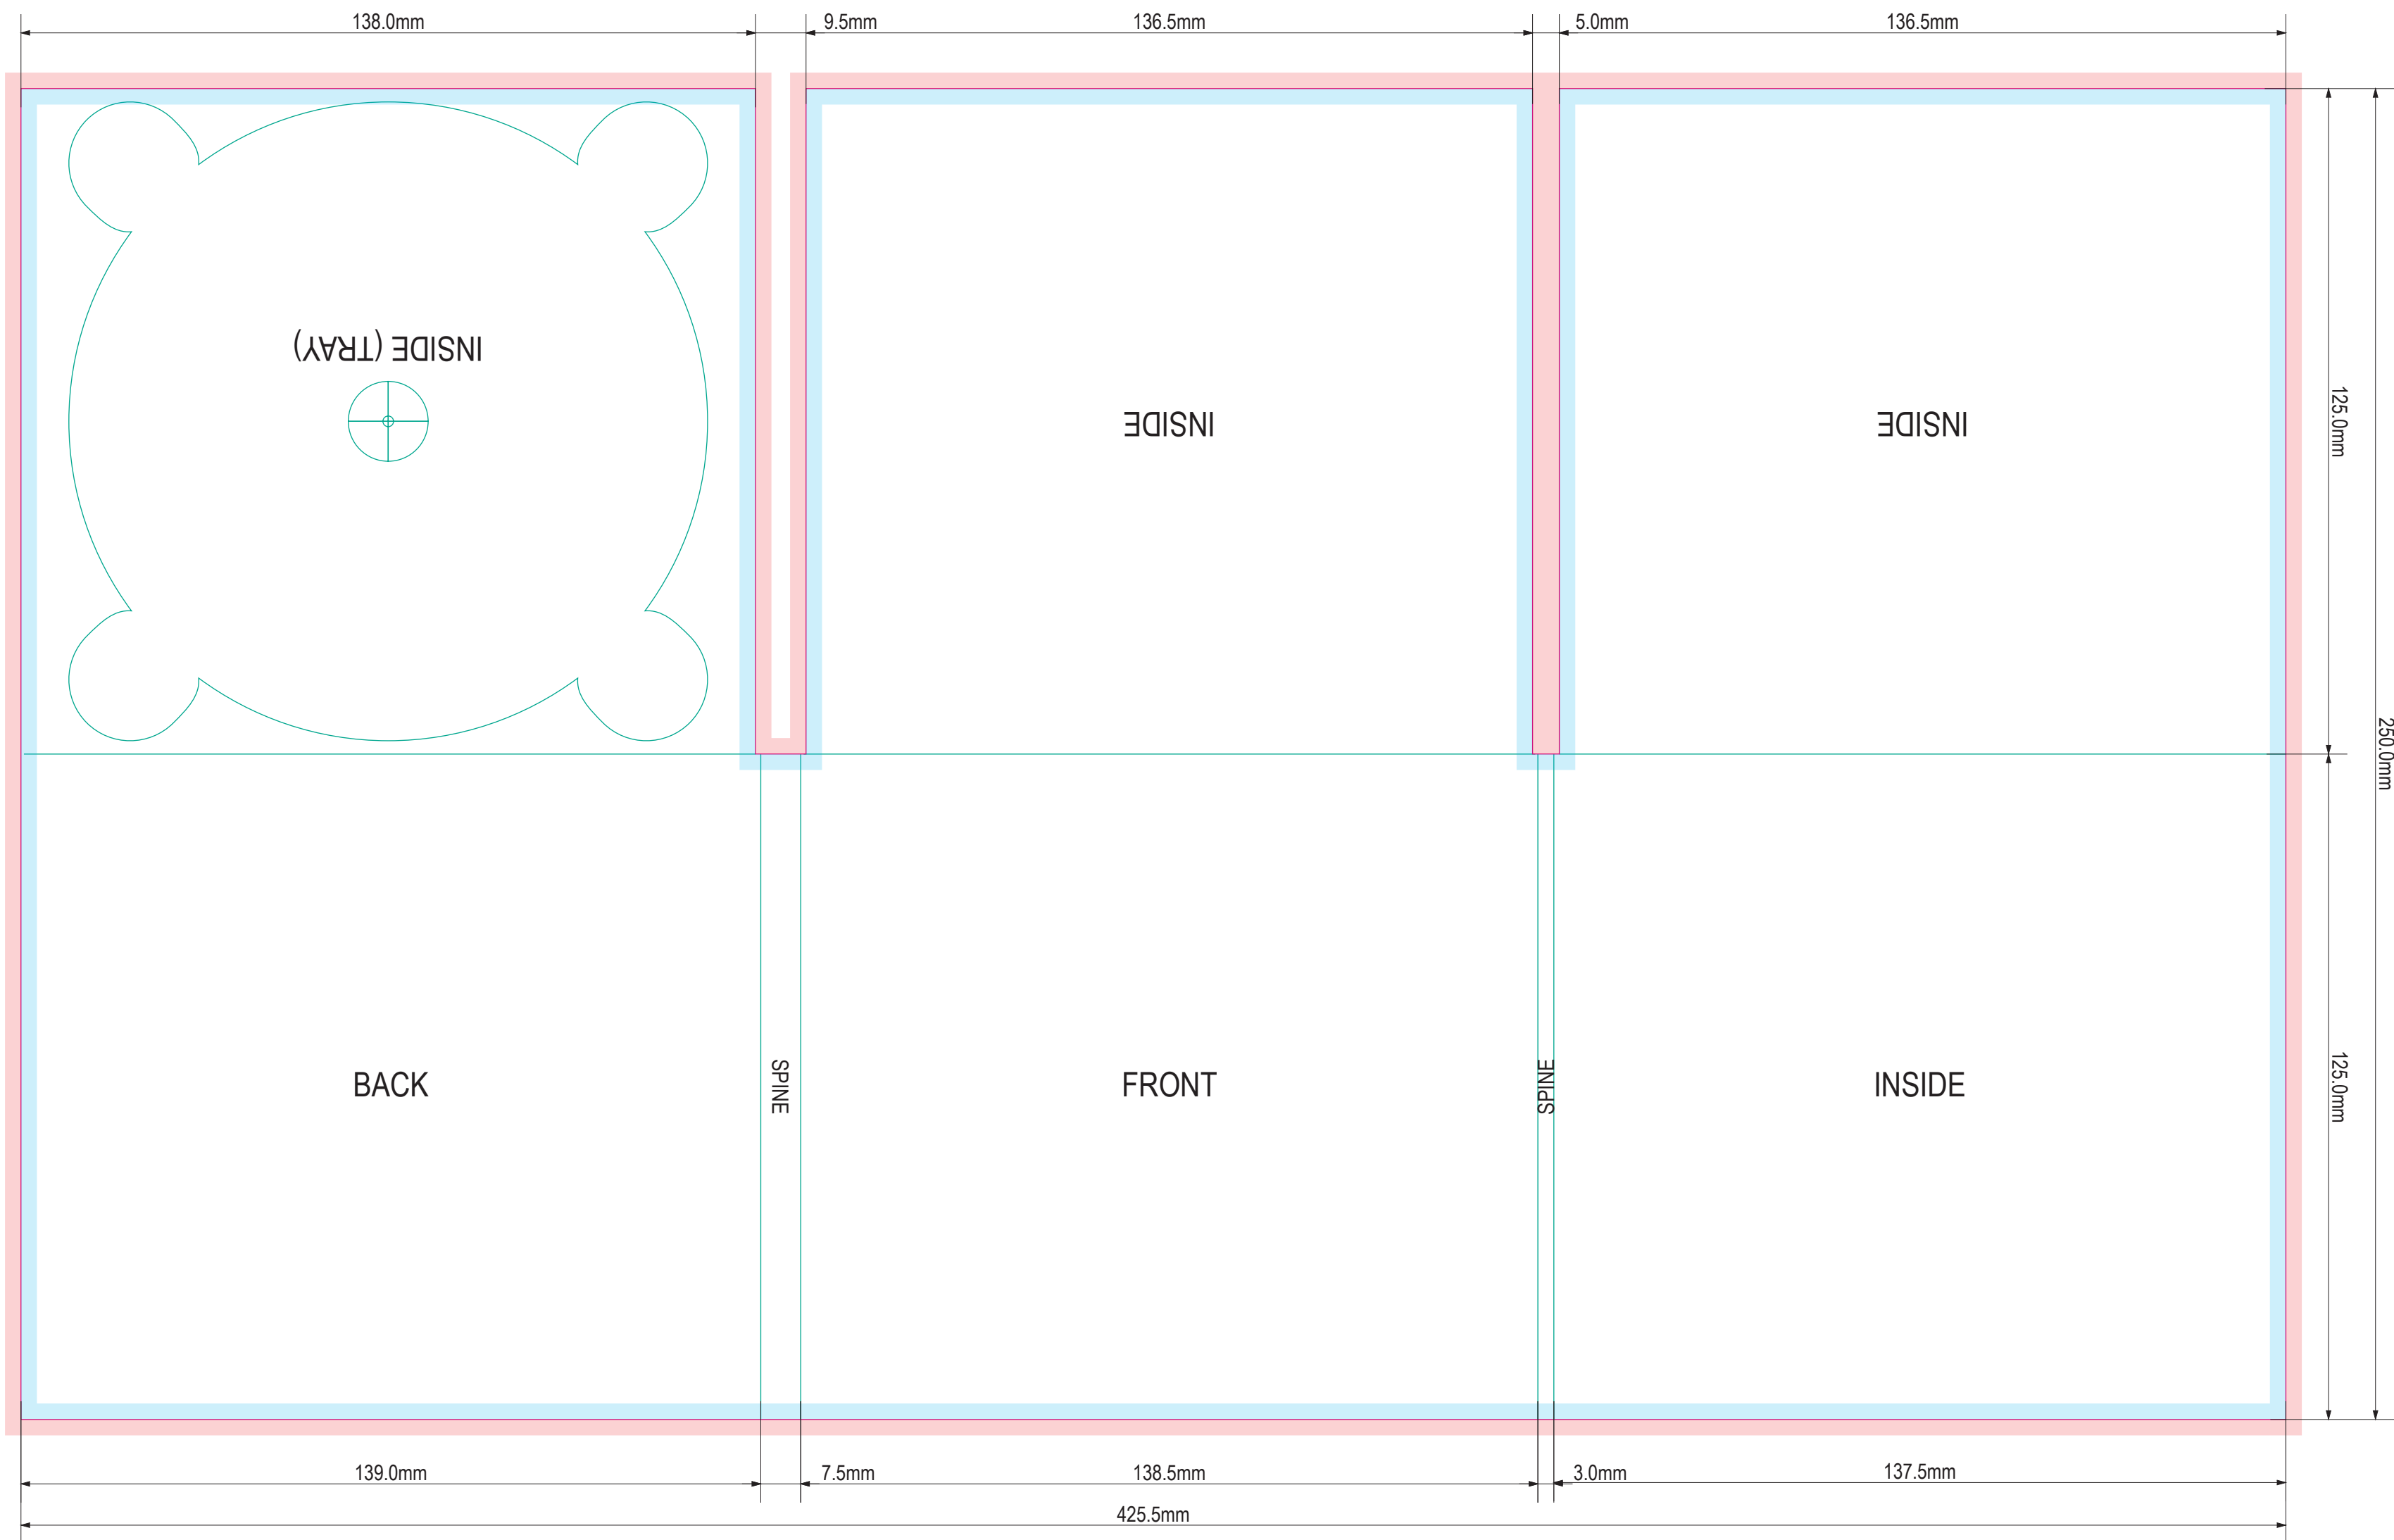 138.0mm
9.5mm
136.5mm
5.0mm
136.5mm
INSIDE (TRAY)
INSIDE
INSIDE
125.0mm
250.0mm
BACK
SPINE
FRONT
SPINE
INSIDE
125.0mm
139.0mm
7.5mm
138.5mm
3.0mm
137.5mm
425.5mm